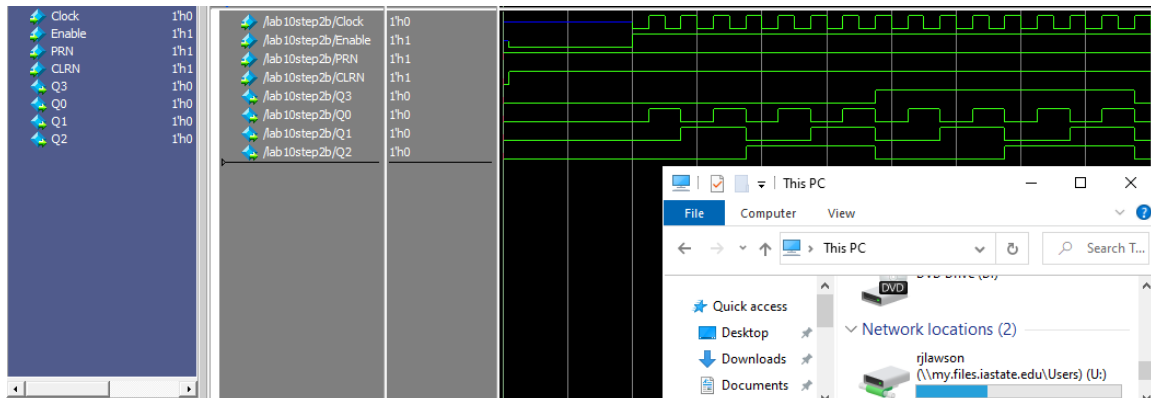 Clock 1'h0
Enable 1'h1
PRN 1'h1
CLRN 1'h1
Q3 1'h0
Q0 1'h0
Q1 1'h0
Q2 1'h0
/lab10step2b/Clock 1'h0
/lab10step2b/Enable 1'h1
/lab10step2b/PRN 1'h1
/lab10step2b/CLRN 1'h1
/lab10step2b/Q3 1'h0
/lab10step2b/Q0 1'h0
/lab10step2b/Q1 1'h0
/lab10step2b/Q2 1'h0
This PC
File Computer View
This PC
Search T...
Quick access
Desktop
Downloads
Documents
DVD Drive (D:)
DVD
Network locations (2)
rjlawson
(\\my.files.iastate.edu\Users) (U:)